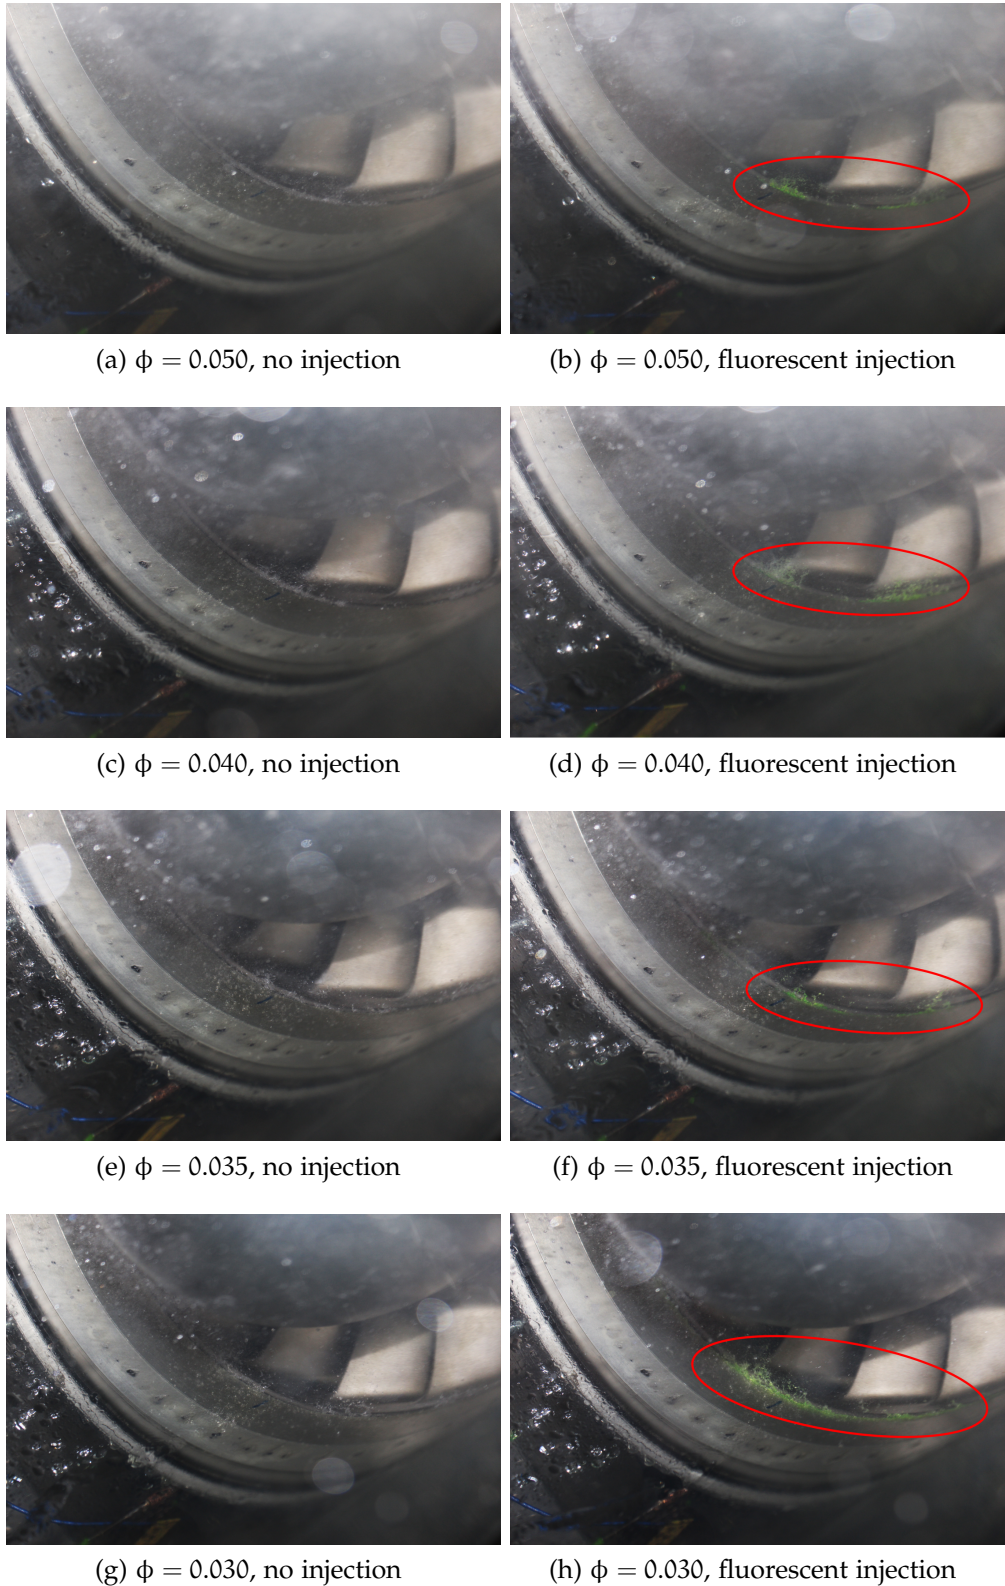 (a) ϕ = 0.050, no injection
(b) ϕ = 0.050, fluorescent injection
(c) ϕ = 0.040, no injection
(d) ϕ = 0.040, fluorescent injection
(e) ϕ = 0.035, no injection
(f) ϕ = 0.035, fluorescent injection
(g) ϕ = 0.030, no injection
(h) ϕ = 0.030, fluorescent injection